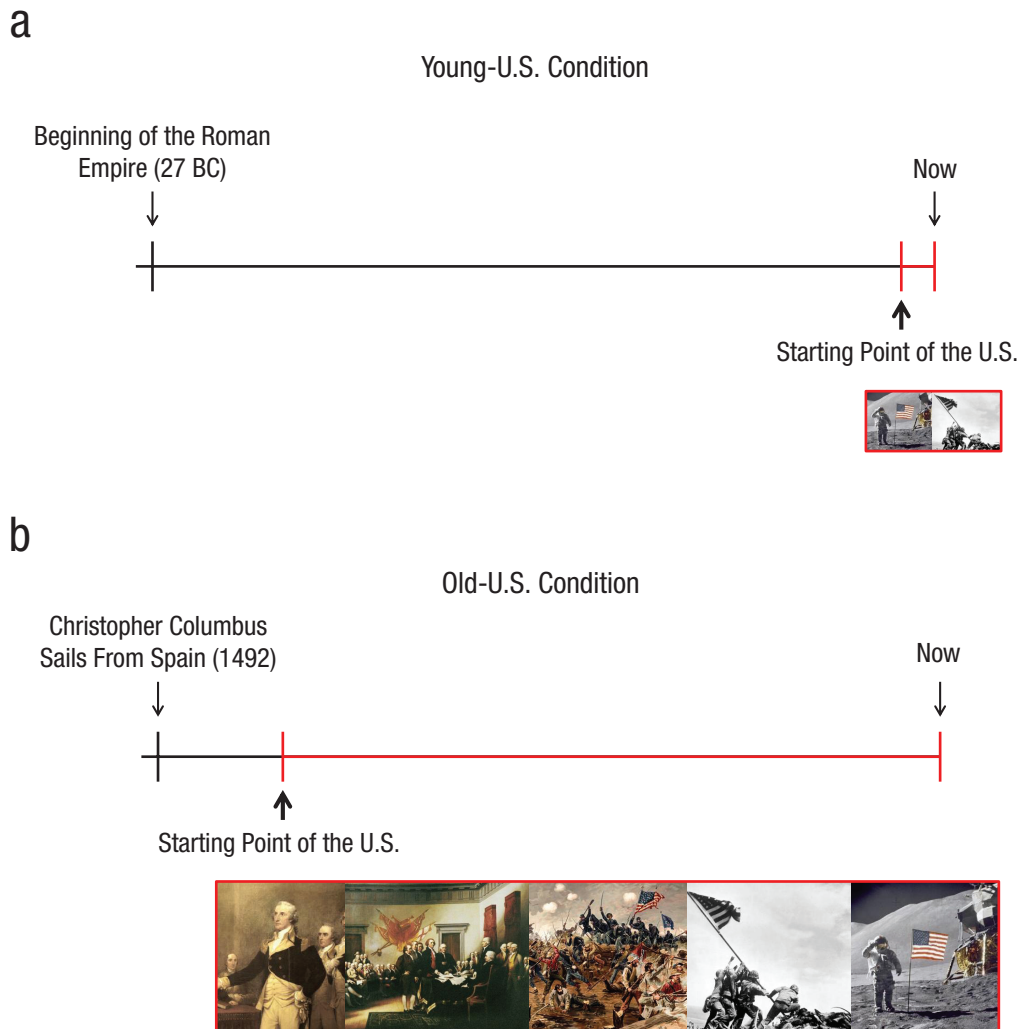 a
Young-U.S. Condition
Beginning of the Roman
Empire (27 BC)
Now
Starting Point of the U.S.
b
Old-U.S. Condition
Christopher Columbus
Sails From Spain (1492)
Now
Starting Point of the U.S.